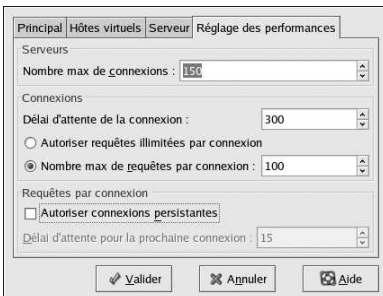 Principal Hôtes virtuels Serveur Réglage des performances
Serveurs
Nombre max de connexions : 150
Connexions
Délai d'attente de la connexion : 300
Autoriser requêtes illimitées par connexion
Nombre max de requêtes par connexion : 100
Requêtes par connexion
Autoriser connexions persistantes
Délai d'attente pour la prochaine connexion : 15
Valider Annuler Aide